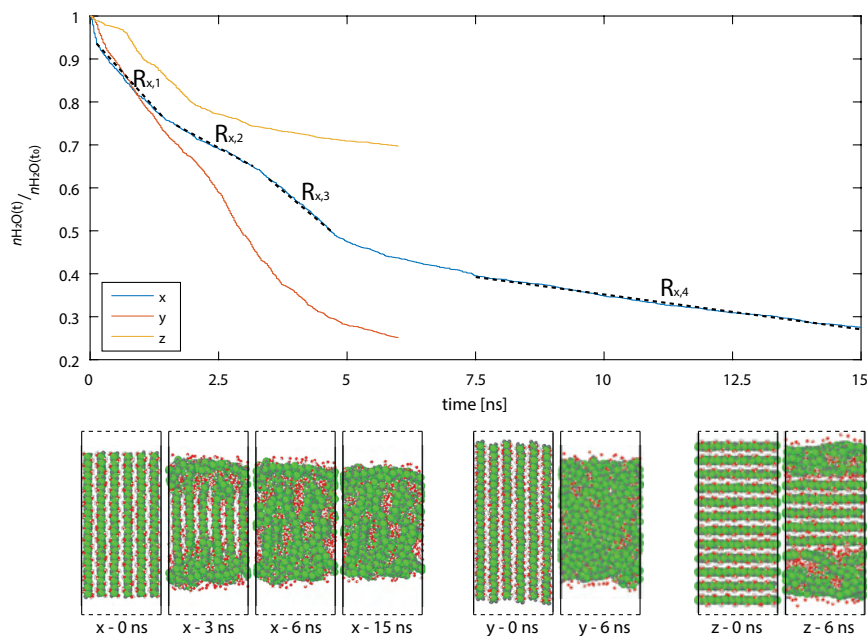 1
0.9
0.8
0.7
0.6
0.5
0.4
0.3
0.2
nH₂O(t)/nH₂O(t₀)
Rx,1
Rx,2
Rx,3
Rx,4
x
y
z
0 2.5 5 7.5 10 12.5 15
time [ns]
x - 0 ns x - 3 ns x - 6 ns x - 15 ns y - 0 ns y - 6 ns z - 0 ns z - 6 ns